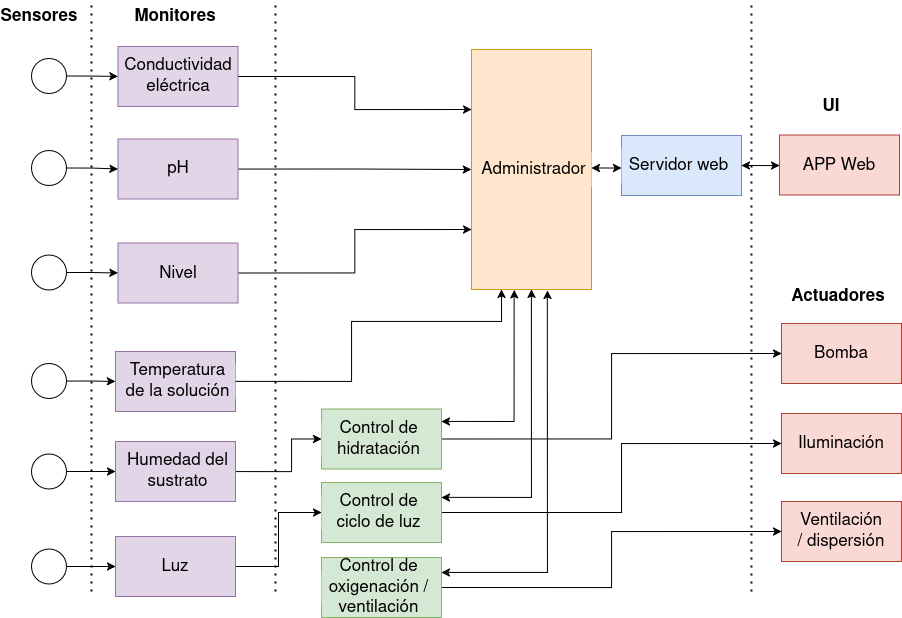 Sensores
Monitores
Conductividad
eléctrica
pH
Nivel
Temperatura
de la solución
Humedad del
sustrato
Luz
Control de
hidratación
Control de
ciclo de luz
Control de
oxigenación /
ventilación
Administrador
Servidor web
UI
APP Web
Actuadores
Bomba
Iluminación
Ventilación
/ dispersión